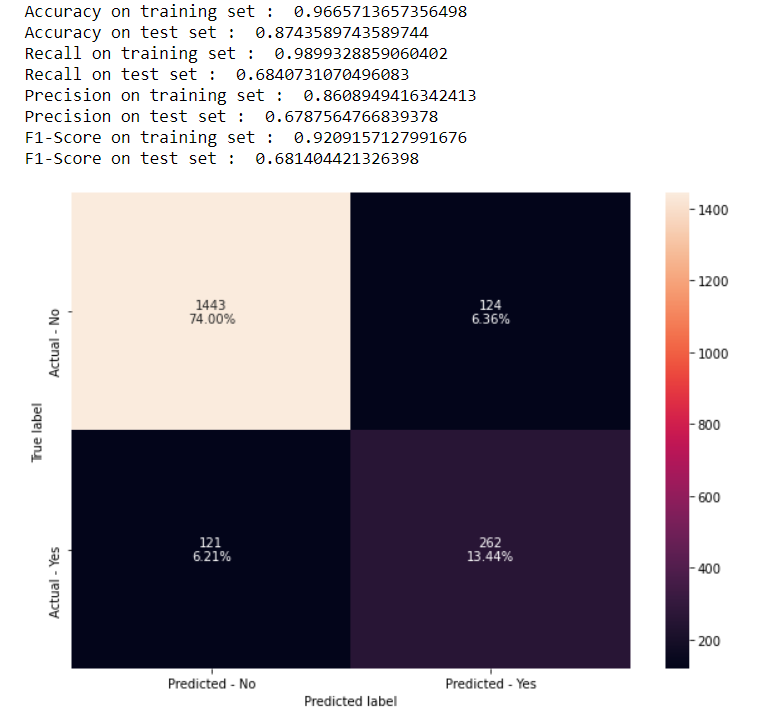 Accuracy on training set :  0.9665713657356498
Accuracy on test set :  0.8743589743589744
Recall on training set :  0.9899328859060402
Recall on test set :  0.6840731070496083
Precision on training set :  0.8608949416342413
Precision on test set :  0.6787564766839378
F1-Score on training set :  0.9209157127991676
F1-Score on test set :  0.681404421326398
1443
74.00%
124
6.36%
121
6.21%
262
13.44%
Actual - No
Actual - Yes
True label
Predicted - No
Predicted - Yes
Predicted label
1400
1200
1000
800
600
400
200